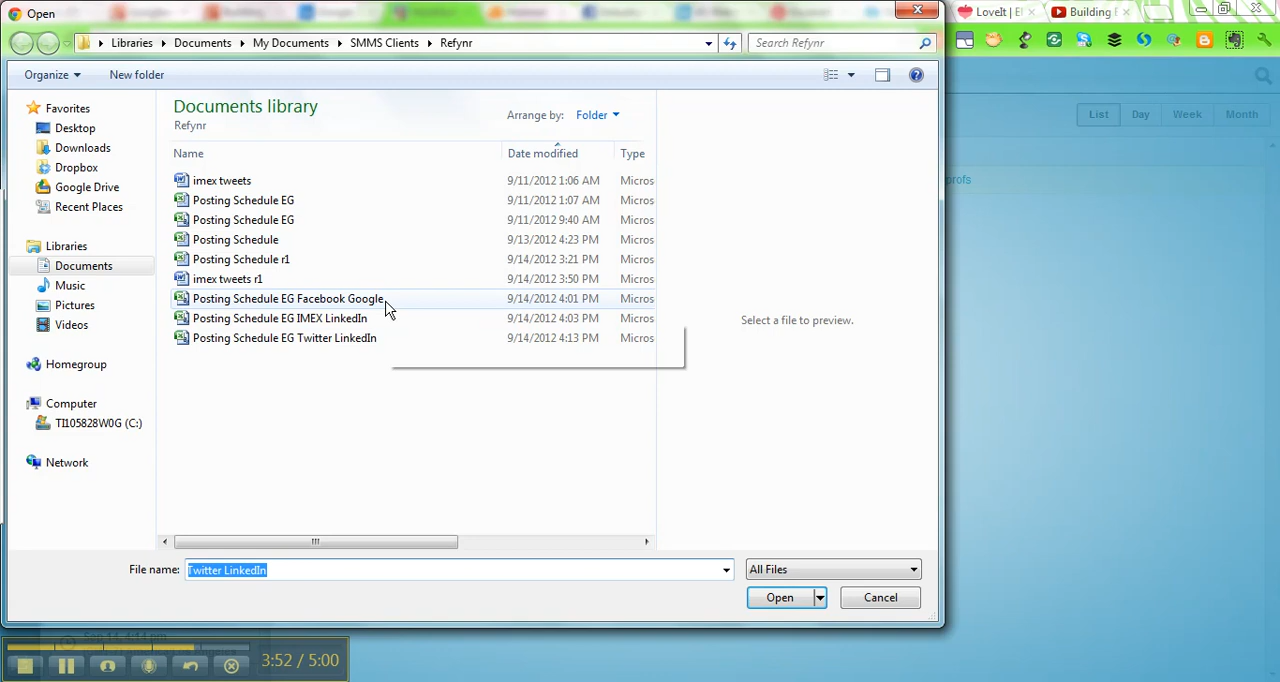 Open
LoveIt | El
Building E
Libraries
Documents
My Documents
SMMS Clients
Refynr
Search Refynr
Organize
New folder
Favorites
Desktop
Downloads
Dropbox
Google Drive
Recent Places
Libraries
Documents
Music
Pictures
Videos
Homegroup
Computer
TI105828W0G (C:)
Network
Documents library
Refynr
Arrange by: Folder
Name Date modified Type
imex tweets 9/11/2012 1:06 AM Micros
Posting Schedule EG 9/11/2012 1:07 AM Micros
Posting Schedule EG 9/11/2012 9:40 AM Micros
Posting Schedule 9/13/2012 4:23 PM Micros
Posting Schedule r1 9/14/2012 3:21 PM Micros
imex tweets r1 9/14/2012 3:50 PM Micros
Posting Schedule EG Facebook Google 9/14/2012 4:01 PM Micros
Posting Schedule EG IMEX LinkedIn 9/14/2012 4:03 PM Micros
Posting Schedule EG Twitter LinkedIn 9/14/2012 4:13 PM Micros
Select a file to preview.
File name: Twitter LinkedIn
All Files
Open
Cancel
List Day Week Month
profs
Sep 14, 4:14 pm
3:52 / 5:00